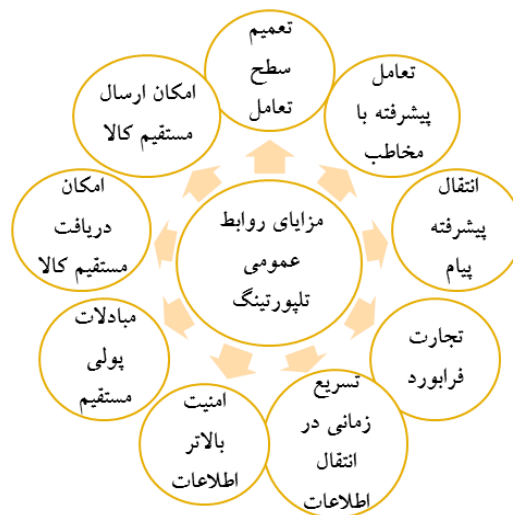 مزایای روابط
عمومی
تلپورتینگ
تعمیم
سطح
تعامل
تعامل
پیشرفته با
مخاطب
انتقال
پیشرفته
پیام
تجارت
فرابورد
تسریع
زمانی در
انتقال
اطلاعات
امنیت
بالاتر
اطلاعات
مبادلات
پولی
مستقیم
امکان
دریافت
مستقیم کالا
امکان ارسال
مستقیم کالا